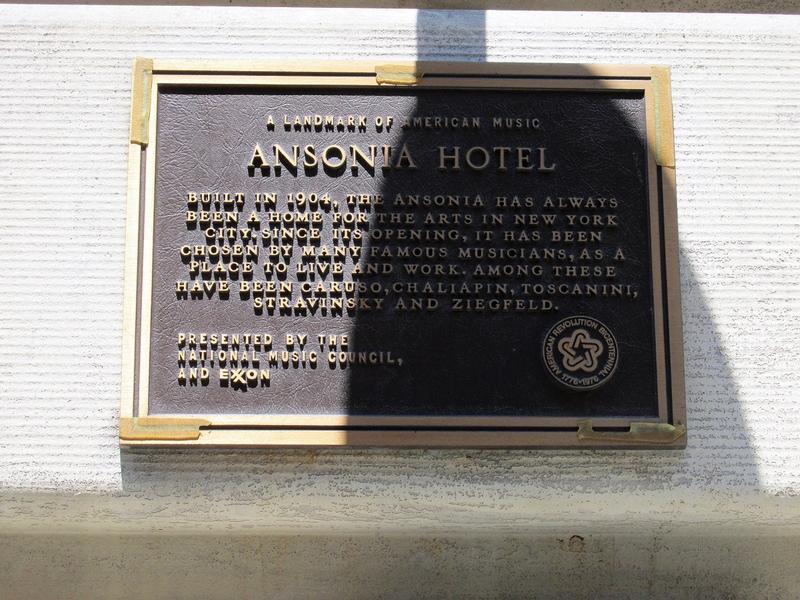 A LANDMARK OF AMERICAN MUSIC
ANSONIA HOTEL
BUILT IN 1904, THE ANSONIA HAS ALWAYS
BEEN A HOME FOR THE ARTS IN NEW YORK
CITY. SINCE ITS OPENING, IT HAS BEEN
CHOSEN BY MANY FAMOUS MUSICIANS, AS A
PLACE TO LIVE AND WORK. AMONG THESE
HAVE BEEN CARUSO, CHALIAPIN, TOSCANINI,
STRAVINSKY AND ZIEGFELD.
PRESENTED BY THE
NATIONAL MUSIC COUNCIL,
AND EXXON
AMERICAN REVOLUTION BICENTENNIAL
1776-1976